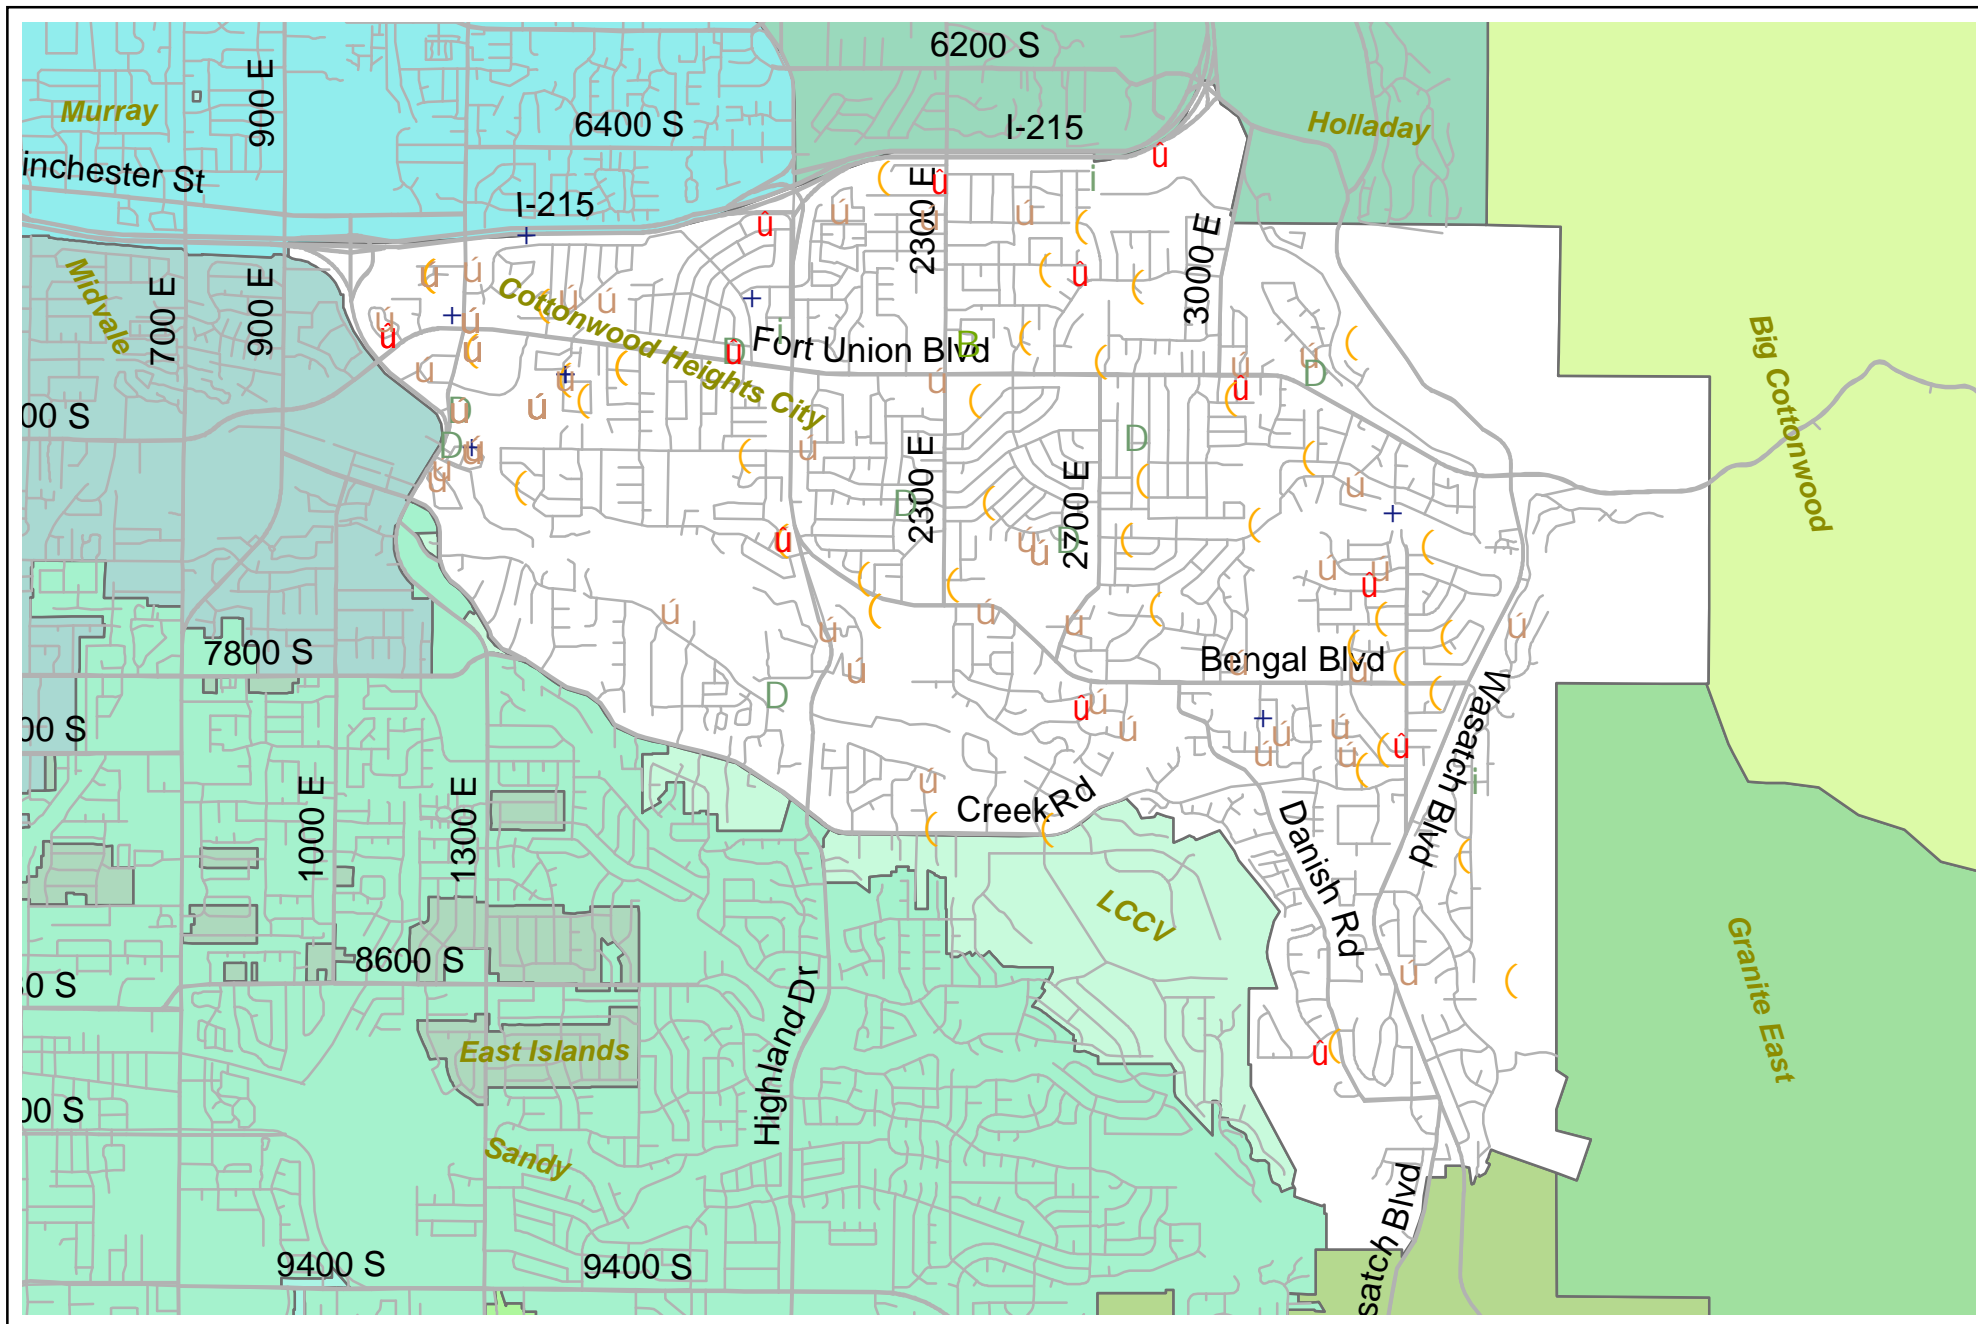 6200 S
900 E
Murray
6400 S
I-215
Holladay
inchester St
I-215
2300 E
3000 E
Midvale
700 E
900 E
Cottonwood Heights City
Fort Union Blvd
Big Cottonwood
00 S
2300 E
2700 E
7800 S
Bengal Blvd
00 S
Wasatch Blvd
1000 E
1300 E
Creek Rd
Danish Rd
LCCV
8600 S
0 S
Highland Dr
Granite East
East Islands
00 S
Sandy
9400 S
9400 S
satch Blvd